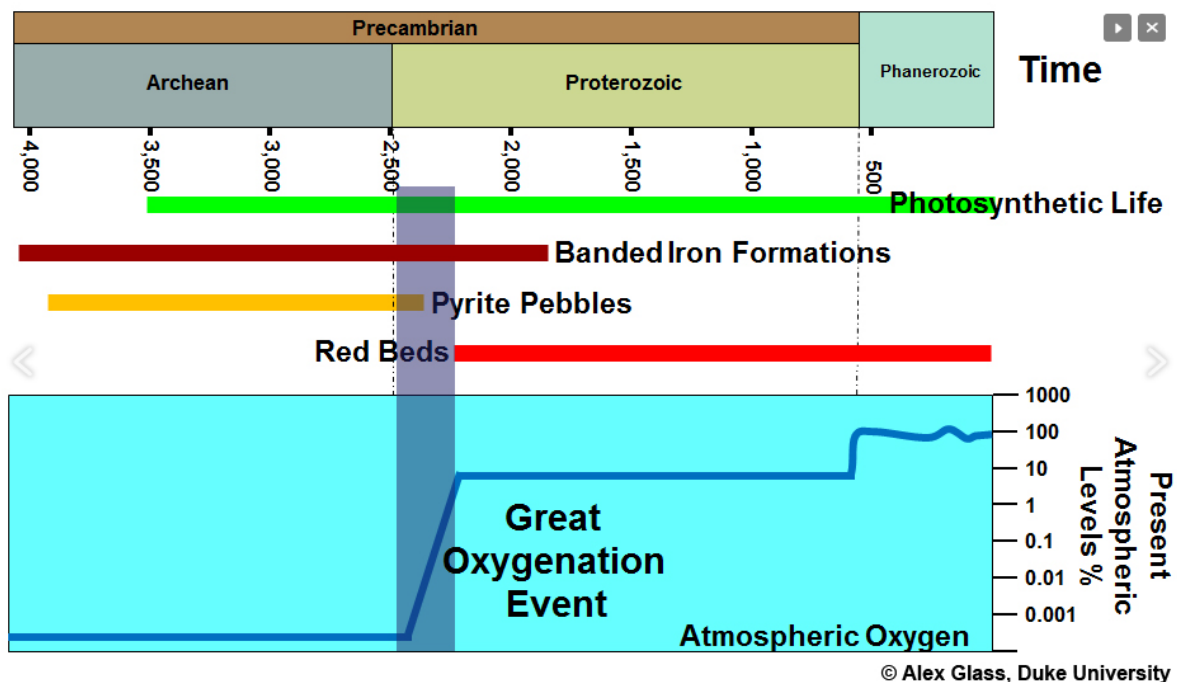 Precambrian
Archean
Proterozoic
Phanerozoic
Time
4,000
3,500
3,000
2,500
2,000
1,500
1,000
500
Photosynthetic Life
Banded Iron Formations
Pyrite Pebbles
Red Beds
1000
100
10
1
0.1
0.01
0.001
Present
Atmospheric
Levels %
Great
Oxygenation
Event
Atmospheric Oxygen
© Alex Glass, Duke University